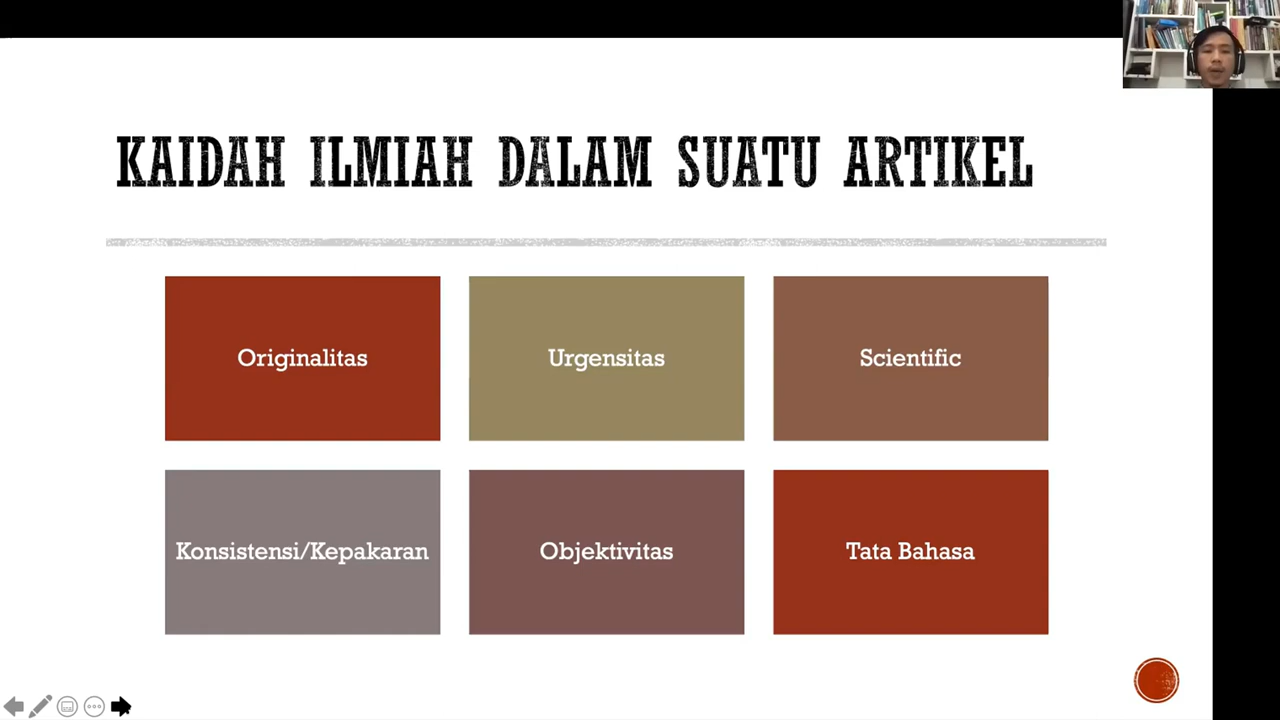 KAIDAH ILMIAH DALAM SUATU ARTIKEL
Originalitas
Urgensitas
Scientific
Konsistensi/Kepakaran
Objektivitas
Tata Bahasa